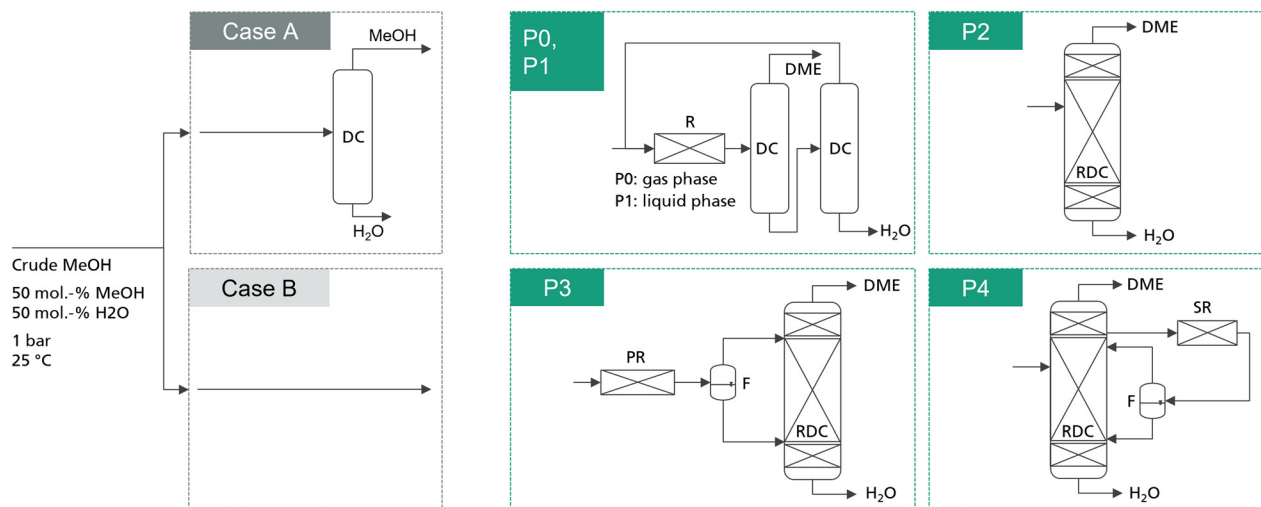 Case A
MeOH
DC
H₂O
Crude MeOH
50 mol.-% MeOH
50 mol.-% H2O
1 bar
25 °C
Case B
P0,
P1
DME
R
DC
DC
P0: gas phase
P1: liquid phase
H₂O
P2
DME
RDC
H₂O
P3
DME
PR
F
RDC
H₂O
P4
DME
SR
F
RDC
H₂O